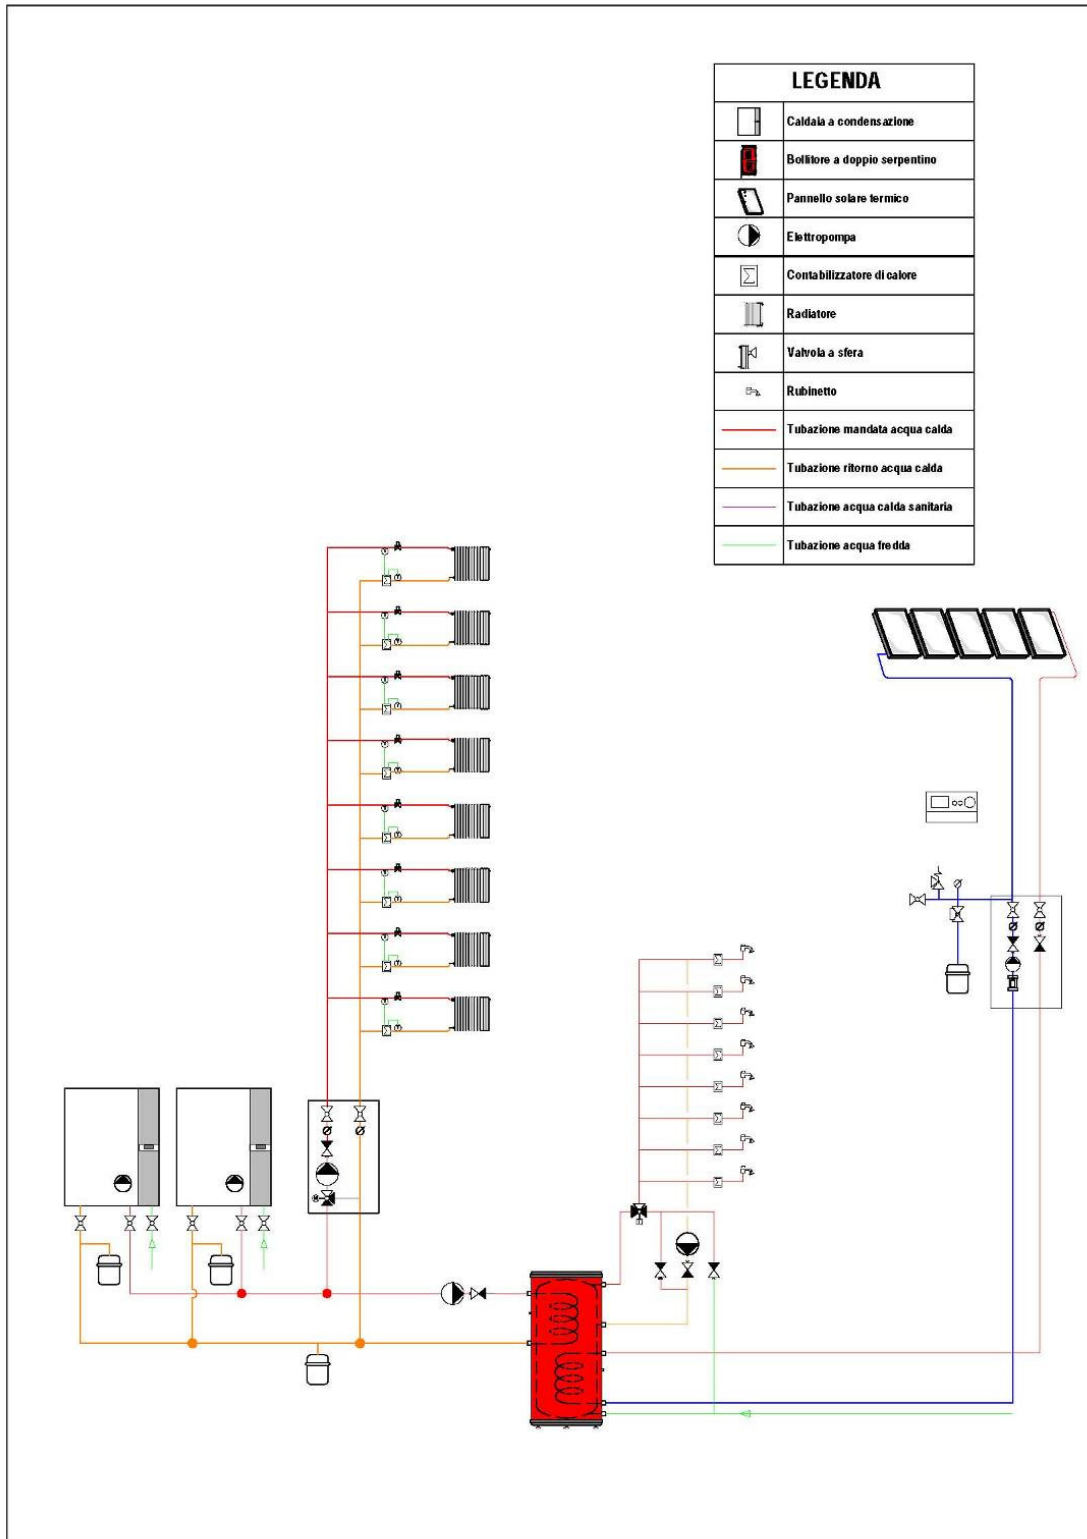 LEGENDA
Caldaia a condensazione
Bollitore a doppio serpentino
Pannello solare termico
Elettropompa
Contabilizzatore di calore
Radiatore
Valvola a sfera
Rubinetto
Tubazione mandata acqua calda
Tubazione ritorno acqua calda
Tubazione acqua calda sanitaria
Tubazione acqua fredda